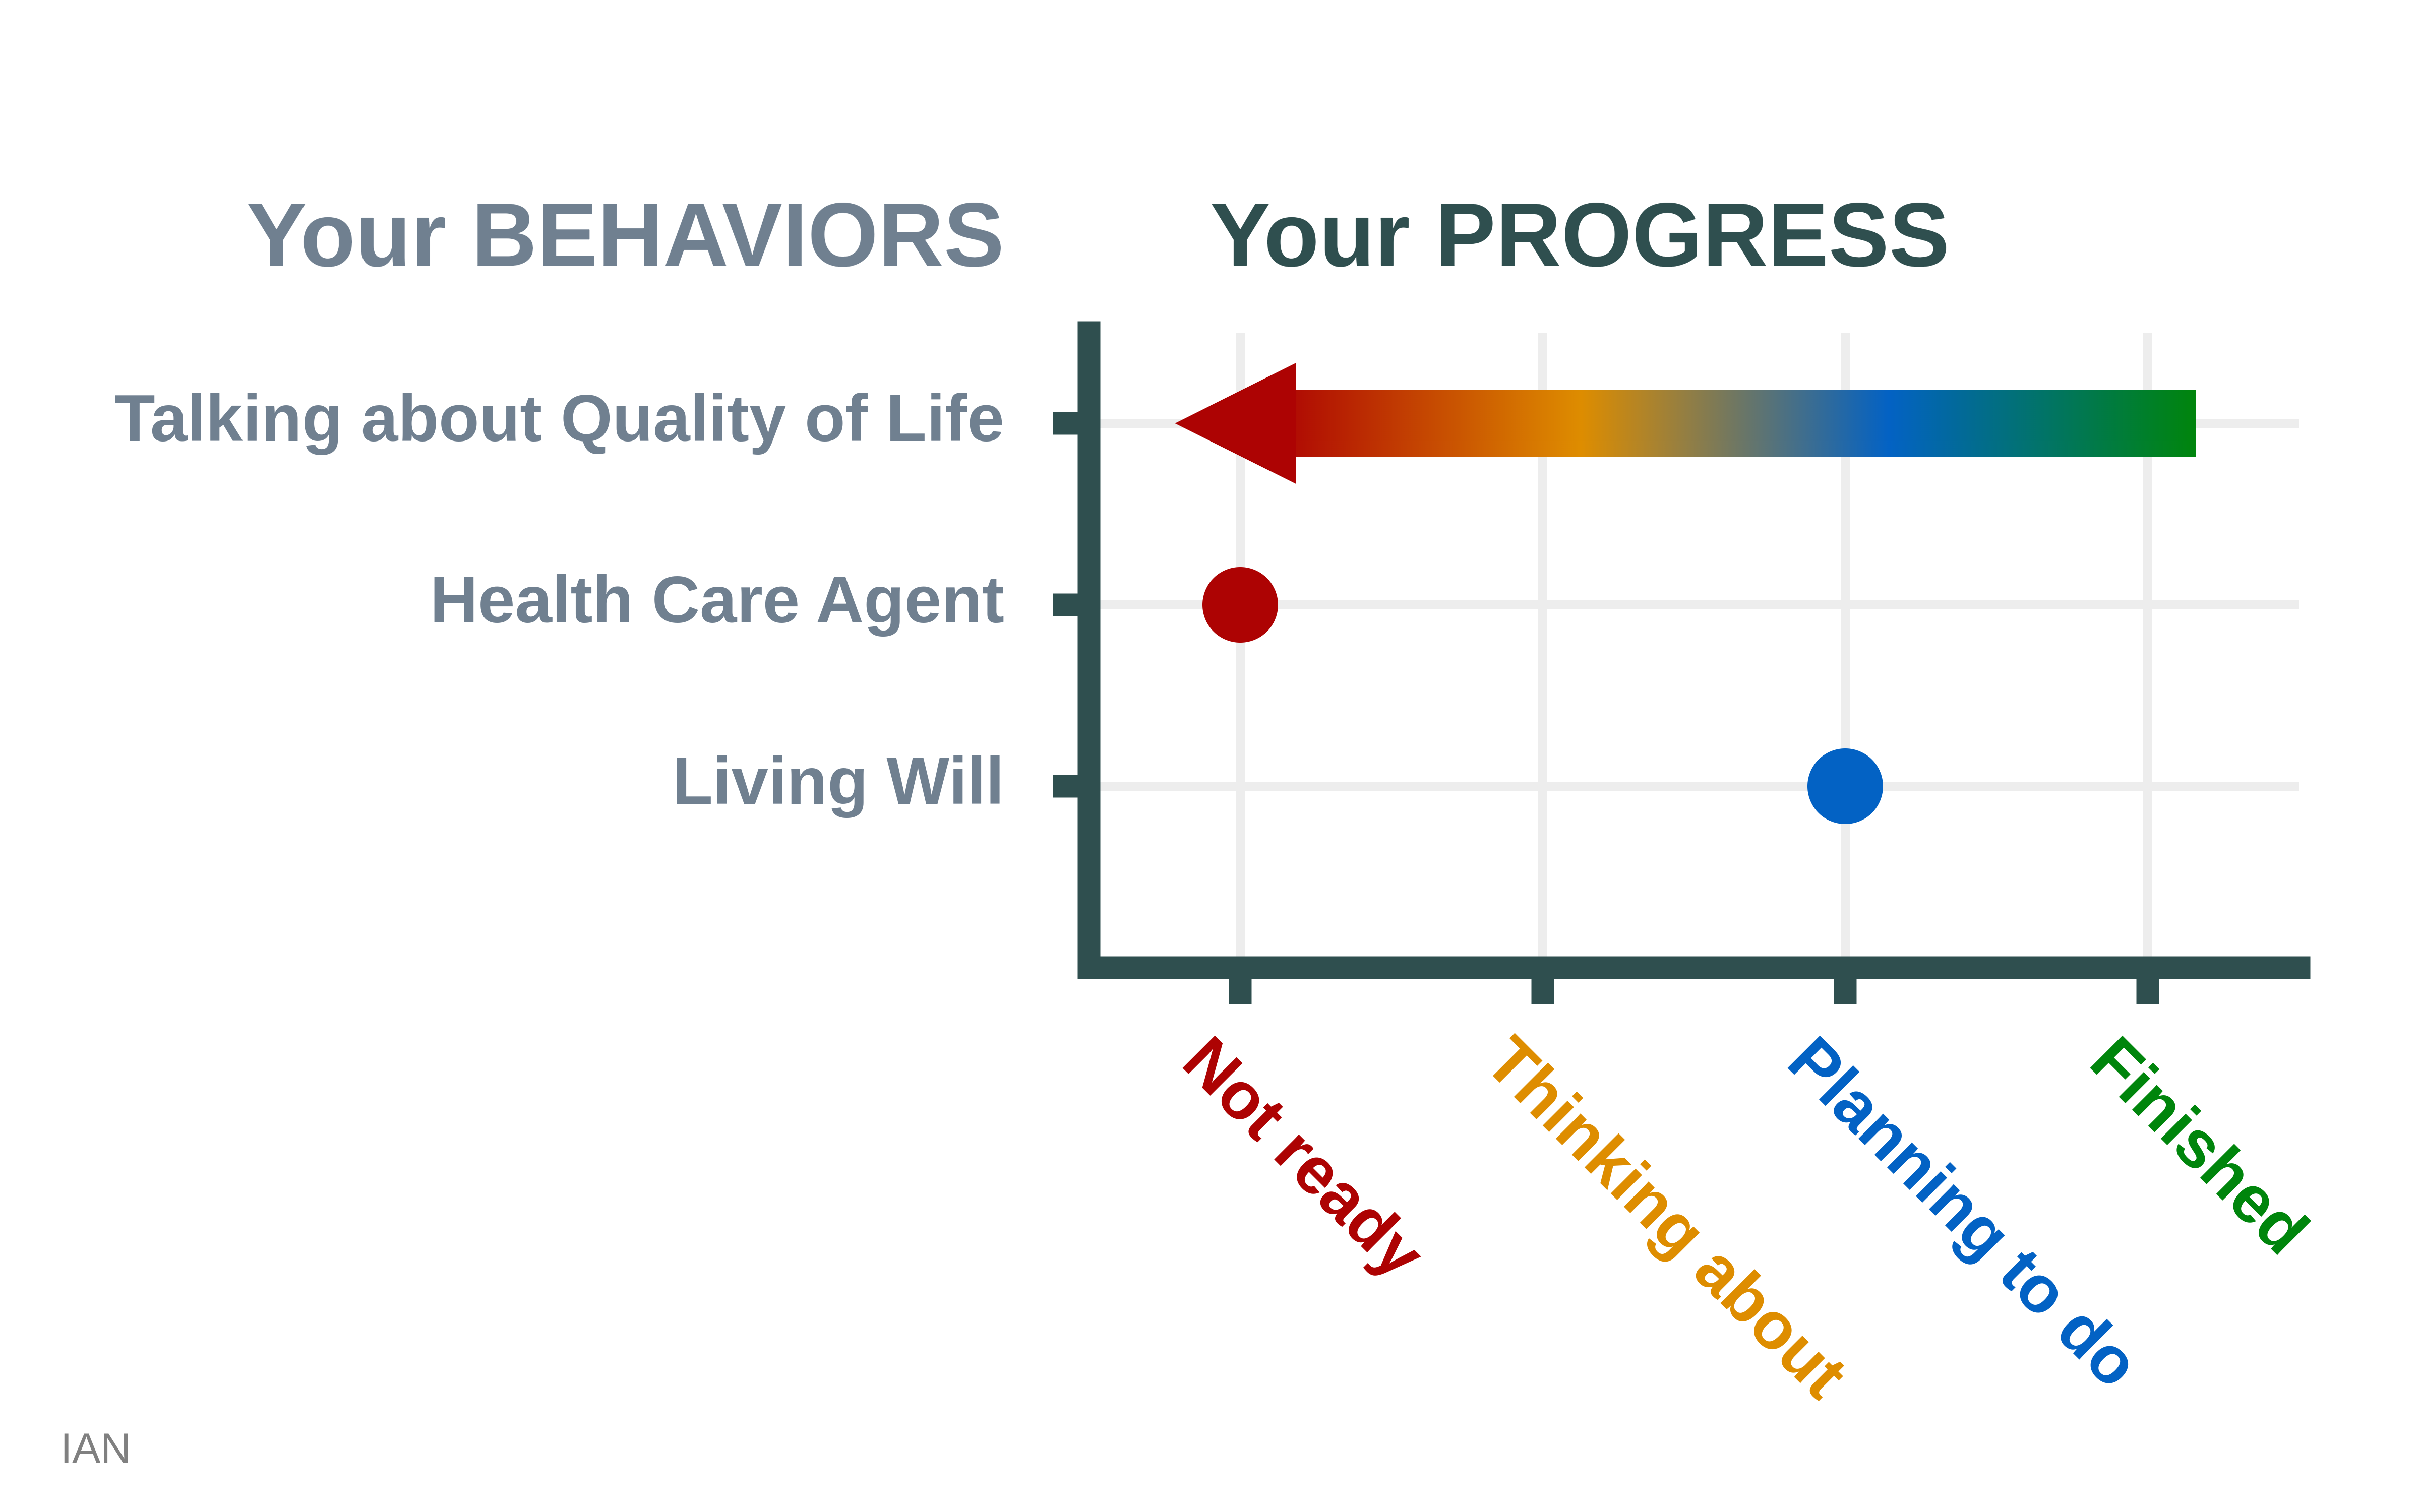 Your BEHAVIORS
Your PROGRESS
Talking about Quality of Life
Health Care Agent
Living Will
Not ready
Thinking about
Planning to do
Finished
IAN